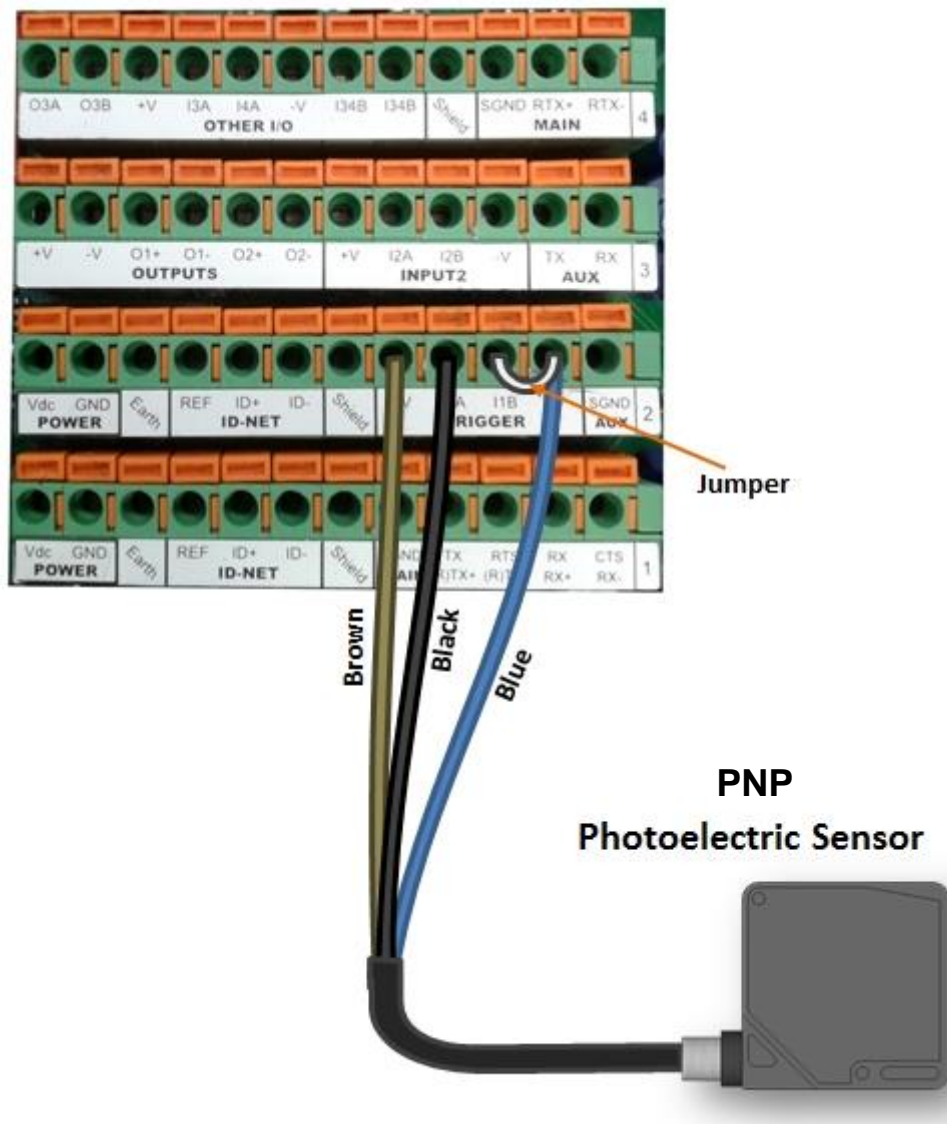 O3A O3B +V I3A I4A -V I34B I34B Shield SGND RTX+ RTX- 4
OTHER I/O MAIN
+V -V O1+ O1- O2+ O2- +V I2A I2B -V TX RX 3
OUTPUTS INPUT2 AUX
Vdc GND Earth REF ID+ ID- Shield V A I1B SGND 2
POWER ID-NET RIGGER AUX
Jumper
Vdc GND Earth REF ID+ ID- Shield ND TX RTS RX CTS 1
POWER ID-NET AIN )TX+ (R)T RX+ RX-
Brown
Black
Blue
PNP
Photoelectric Sensor